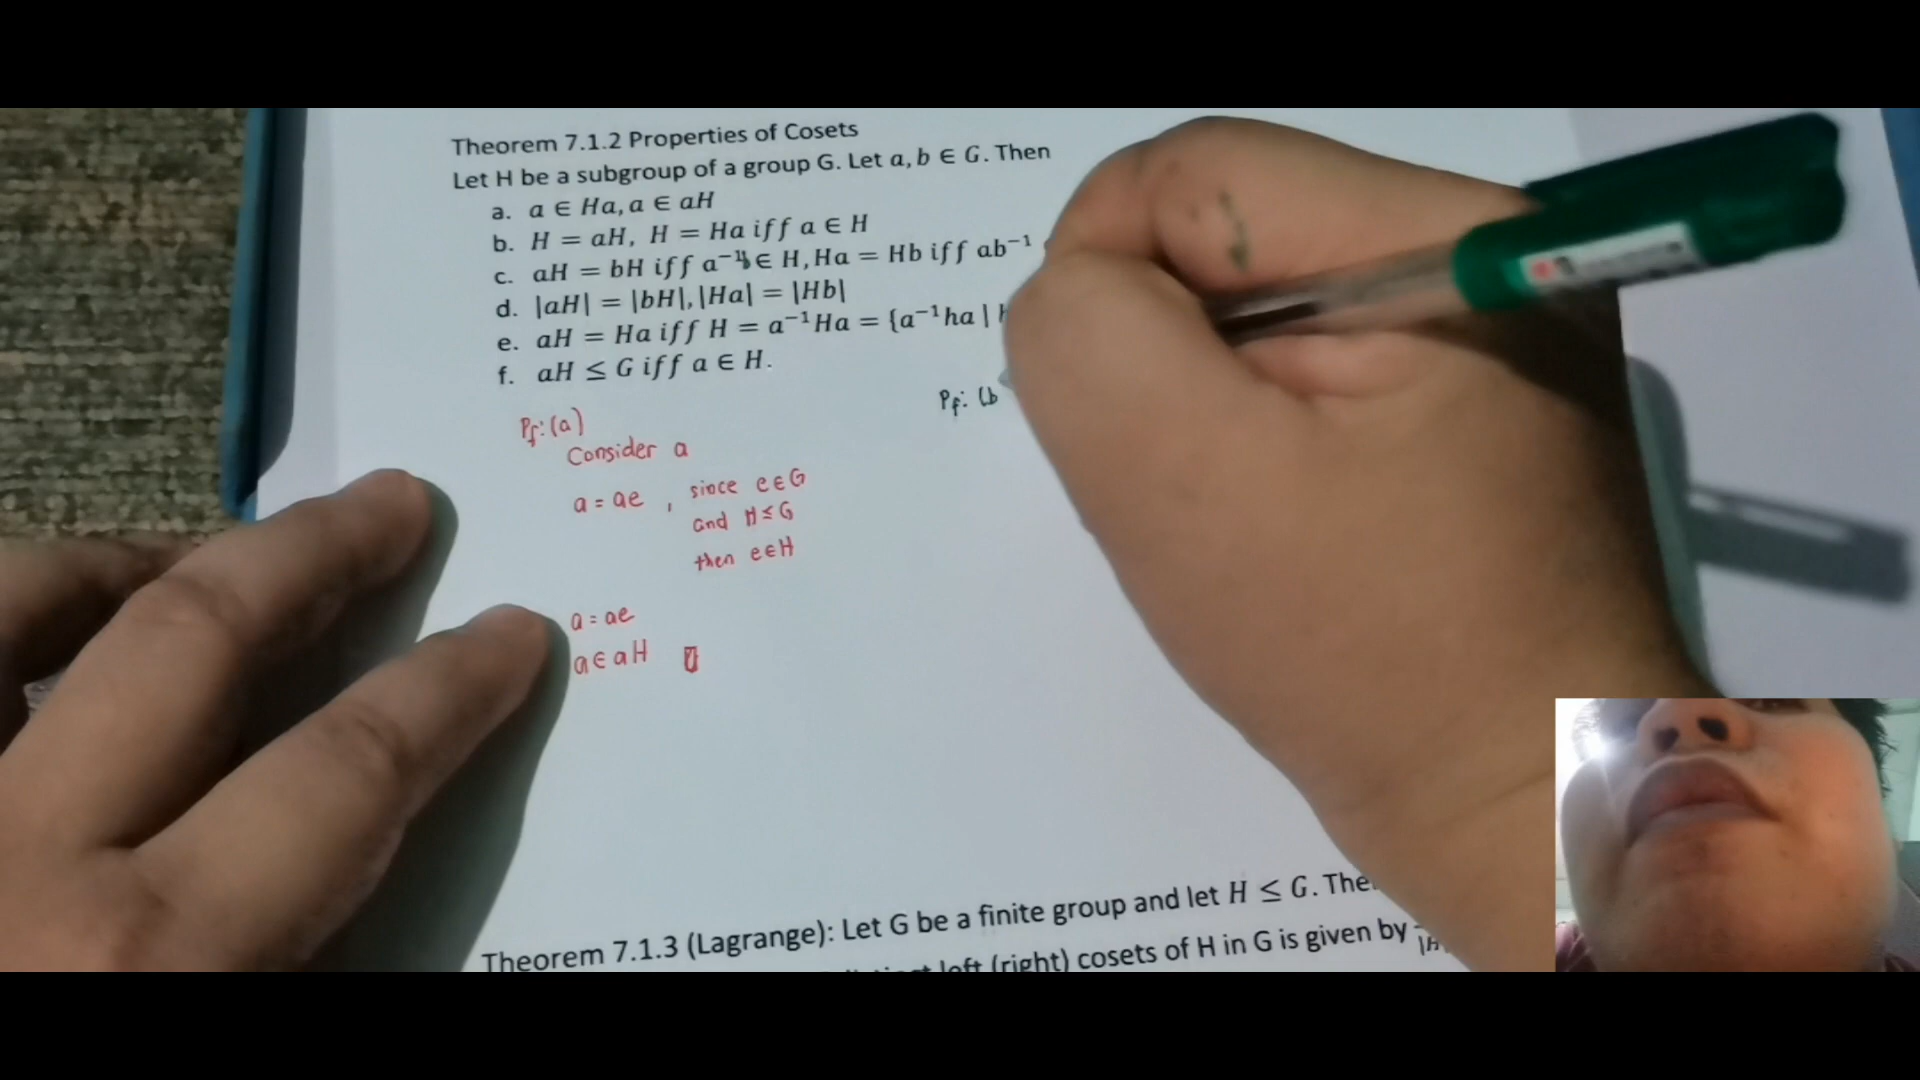 Theorem 7.1.2 Properties of Cosets
Let H be a subgroup of a group G. Let a, b ∈ G. Then
a. a ∈ Ha, a ∈ aH
b. H = aH, H = Ha iff a ∈ H
c. aH = bH iff a⁻¹b ∈ H, Ha = Hb iff ab⁻¹
d. |aH| = |bH|, |Ha| = |Hb|
e. aH = Ha iff H = a⁻¹Ha = {a⁻¹ha |
f. aH ≤ G iff a ∈ H.
Pf: (a)
Consider a
a = ae , since e∈G
and H≤G
then e∈H
a = ae
a∈aH
Pf: (b
Theorem 7.1.3 (Lagrange): Let G be a finite group and let H ≤ G. The
left (right) cosets of H in G is given by